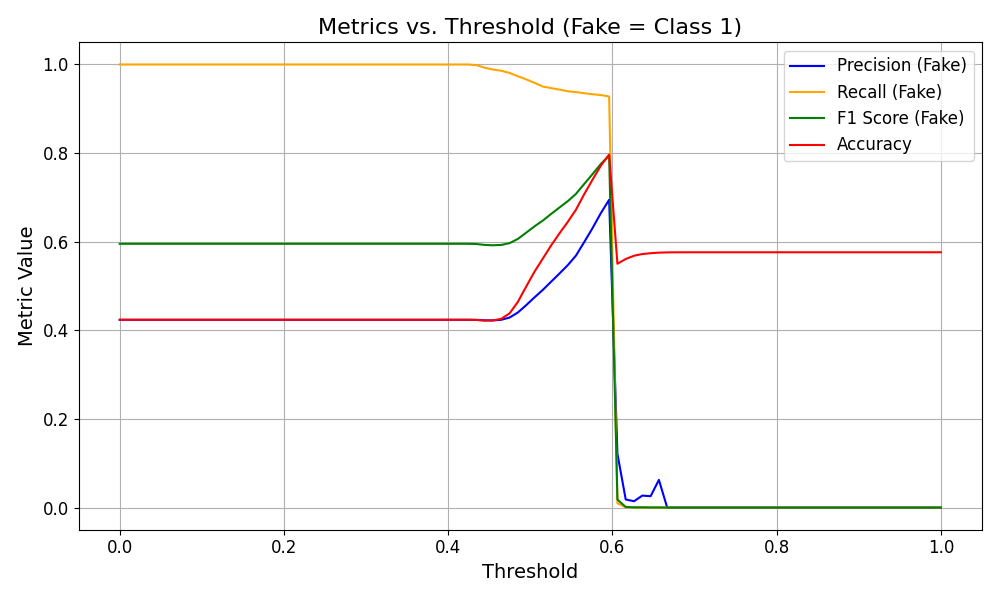 Metrics vs. Threshold (Fake = Class 1)
Precision (Fake)
Recall (Fake)
F1 Score (Fake)
Accuracy
Metric Value
1.0
0.8
0.6
0.4
0.2
0.0
0.0 0.2 0.4 0.6 0.8 1.0
Threshold